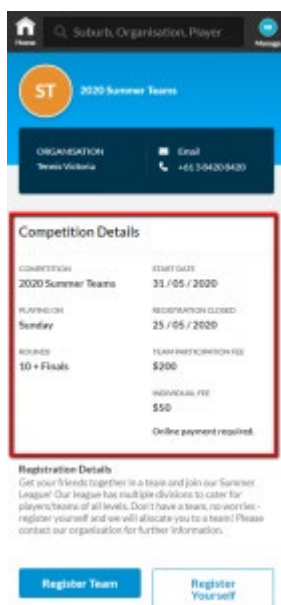 Home
Suburb, Organisation, Player
Manage
ST
2020 Summer Teams
ORGANISATION
Tennis Victoria
Email
+61 3 8420 8420
Competition Details
COMPETITION
2020 Summer Teams
START DATE
31 / 05 / 2020
PLAYING ON
Sunday
REGISTRATION CLOSED
25 / 05 / 2020
ROUNDS
10 + Finals
TEAM PARTICIPATION FEE
$200
INDIVIDUAL FEE
$50
Online payment required.
Registration Details
Get your friends together in a team and join our Summer
League! Our league has multiple divisions to cater for
players/teams of all levels. Don't have a team, no worries -
register yourself and we will allocate you to a team! Please
contact our organisation for further information.
Register Team
Register
Yourself